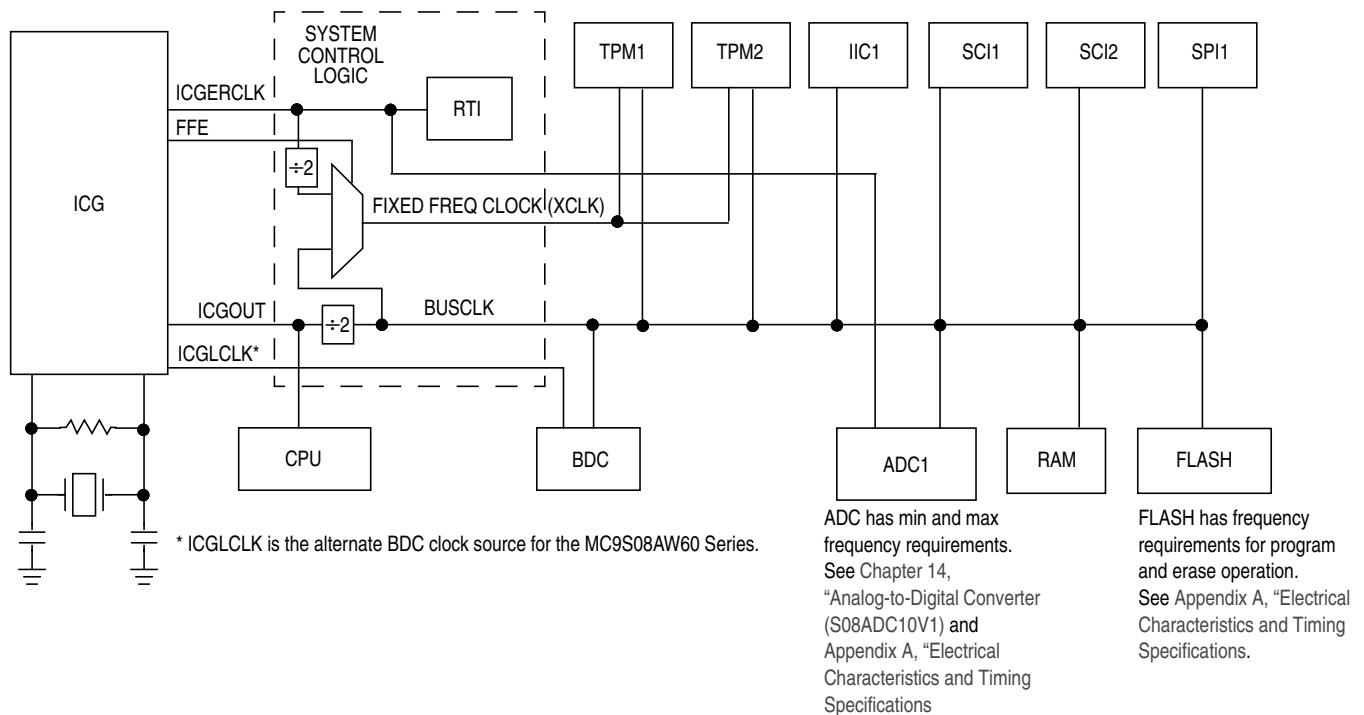 SYSTEM
CONTROL
LOGIC
TPM1
TPM2
IIC1
SCI1
SCI2
SPI1
ICGERCLK
RTI
FFE
÷2
ICG
FIXED FREQ CLOCK (XCLK)
ICGOUT
÷2
BUSCLK
ICGLCLK*
CPU
BDC
ADC1
RAM
FLASH
* ICGLCLK is the alternate BDC clock source for the MC9S08AW60 Series.
ADC has min and max
frequency requirements.
See Chapter 14,
“Analog-to-Digital Converter
(S08ADC10V1) and
Appendix A, “Electrical
Characteristics and Timing
Specifications
FLASH has frequency
requirements for program
and erase operation.
See Appendix A, “Electrical
Characteristics and Timing
Specifications.